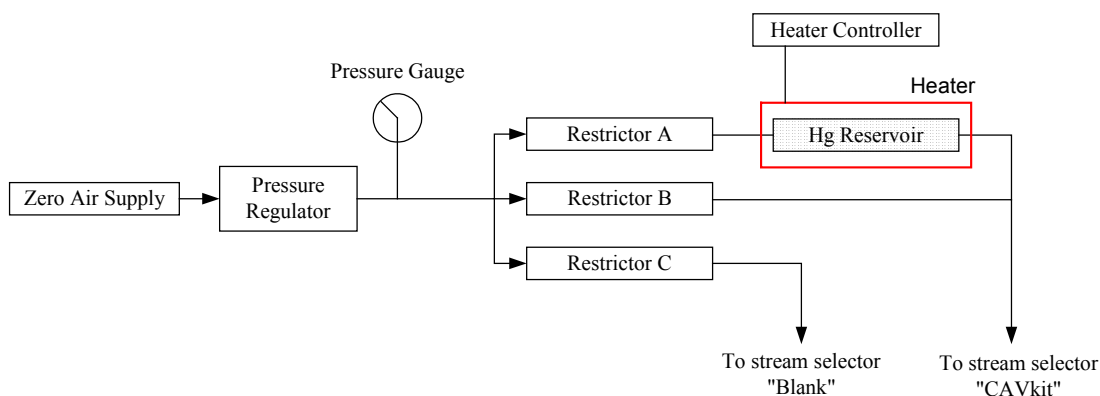 Heater Controller
Pressure Gauge
Heater
Restrictor A
Hg Reservoir
Zero Air Supply
Pressure
Regulator
Restrictor B
Restrictor C
To stream selector
"Blank"
To stream selector
"CAVkit"